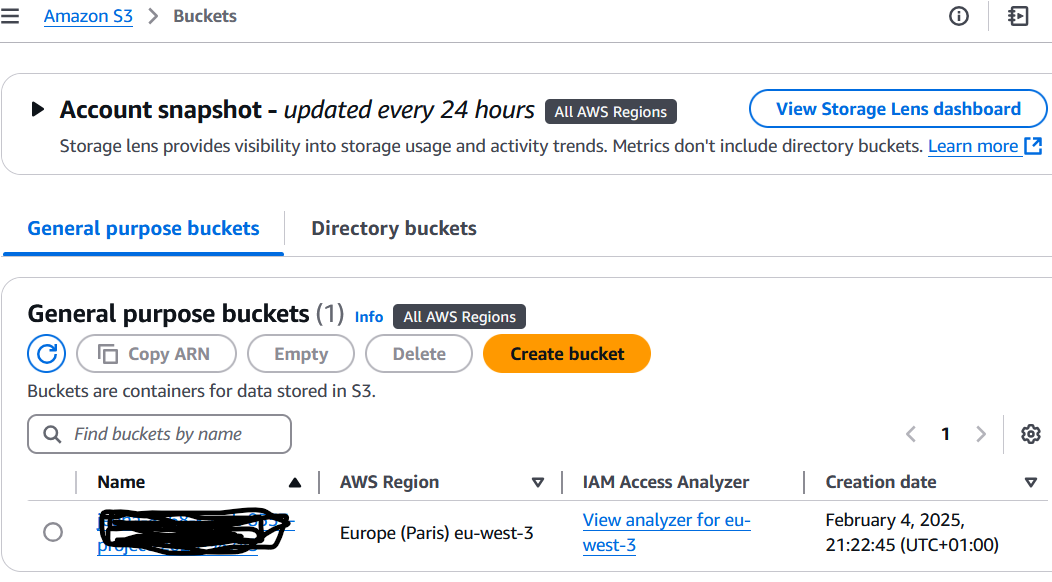 Amazon S3 > Buckets
Account snapshot - updated every 24 hours All AWS Regions View Storage Lens dashboard
Storage lens provides visibility into storage usage and activity trends. Metrics don't include directory buckets. Learn more
General purpose buckets Directory buckets
General purpose buckets (1) Info All AWS Regions
Copy ARN Empty Delete Create bucket
Buckets are containers for data stored in S3.
Find buckets by name 1
Name AWS Region IAM Access Analyzer Creation date
Europe (Paris) eu-west-3
View analyzer for eu-
west-3
February 4, 2025,
21:22:45 (UTC+01:00)